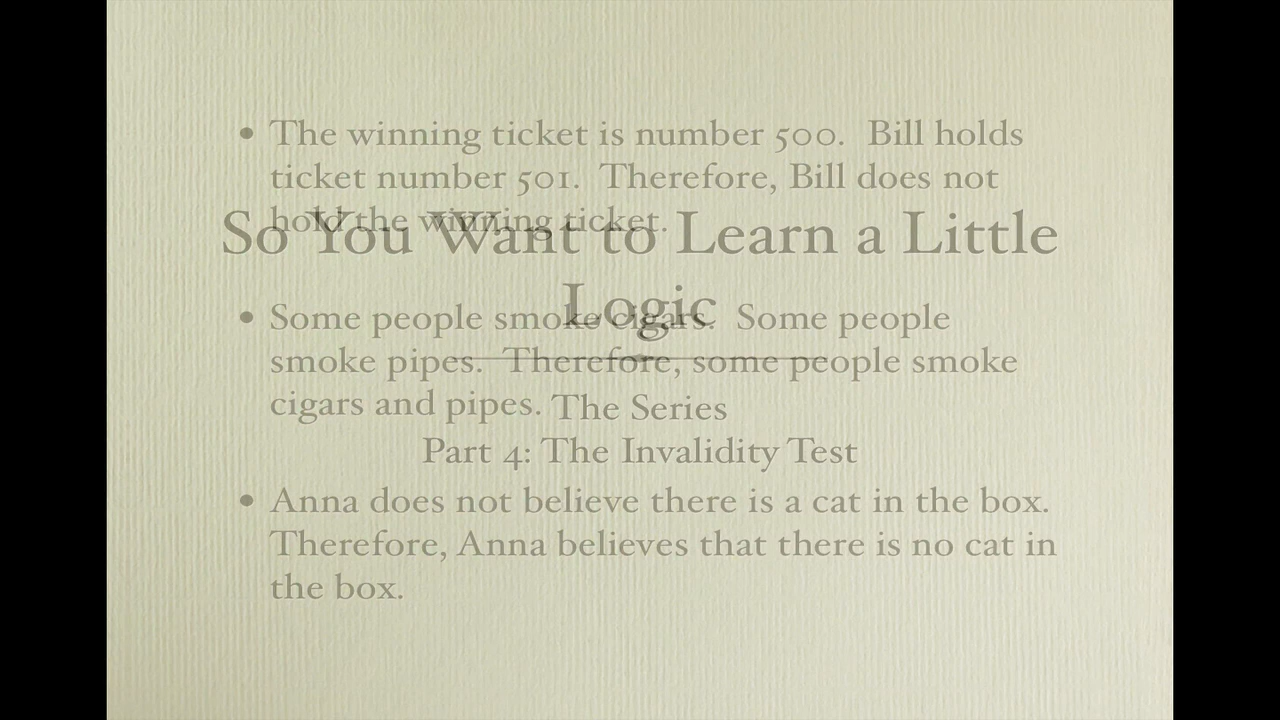 • The winning ticket is number 500. Bill holds
ticket number 501. Therefore, Bill does not
hold the winning ticket.
So You Want to Learn a Little
Logic
• Some people smoke cigars. Some people
smoke pipes. Therefore, some people smoke
cigars and pipes.
The Series
Part 4: The Invalidity Test
• Anna does not believe there is a cat in the box.
Therefore, Anna believes that there is no cat in
the box.